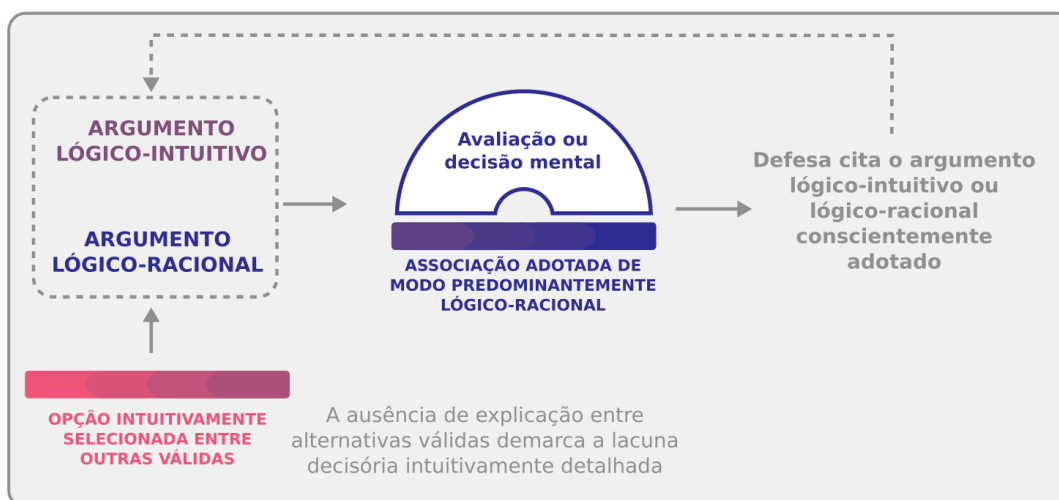 ARGUMENTO
LÓGICO-INTUITIVO
ARGUMENTO
LÓGICO-RACIONAL
Avaliação ou
decisão mental
ASSOCIAÇÃO ADOTADA DE
MODO PREDOMINANTEMENTE
LÓGICO-RACIONAL
Defesa cita o argumento
lógico-intuitivo ou
lógico-racional
conscientemente
adotado
OPÇÃO INTUITIVAMENTE
SELECIONADA ENTRE
OUTRAS VÁLIDAS
A ausência de explicação entre
alternativas válidas demarca a lacuna
decisória intuitivamente detalhada